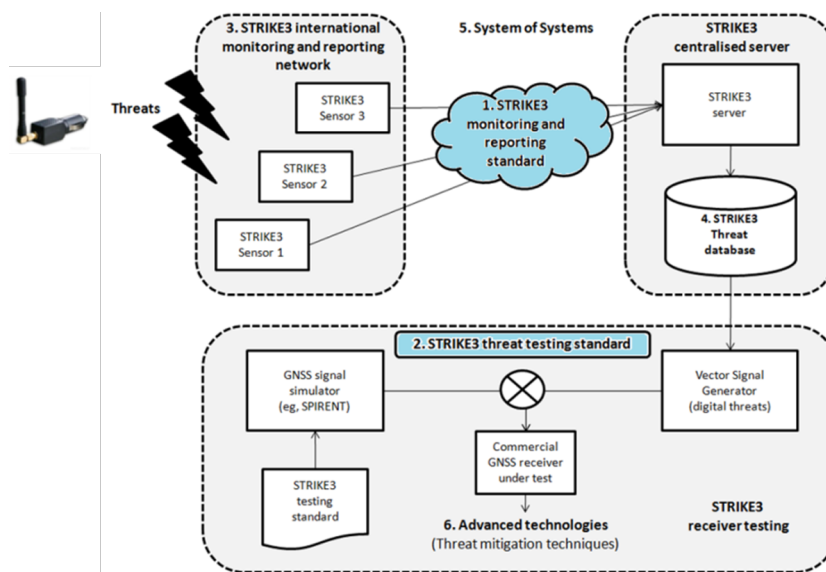 3. STRIKE3 international
monitoring and reporting
network
5. System of Systems
STRIKE3
centralised server
Threats
STRIKE3
Sensor 3
STRIKE3
Sensor 2
STRIKE3
Sensor 1
1. STRIKE3
monitoring and
reporting
standard
STRIKE3
server
4. STRIKE3
Threat
database
2. STRIKE3 threat testing standard
GNSS signal
simulator
(eg, SPIRENT)
Vector Signal
Generator
(digital threats)
Commercial
GNSS receiver
under test
STRIKE3
testing
standard
6. Advanced technologies
(Threat mitigation techniques)
STRIKE3
receiver testing